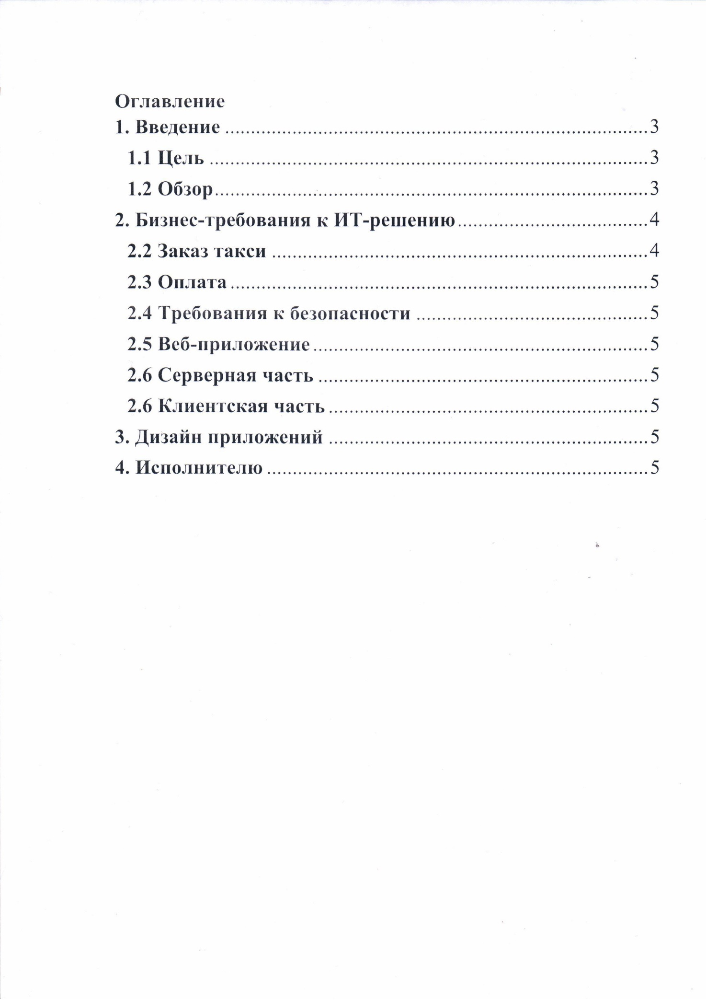 Оглавление
1. Введение ........................................................................ 3
1.1 Цель ........................................................................ 3
1.2 Обзор ........................................................................ 3
2. Бизнес-требования к ИТ-решению ........................................................................ 4
2.2 Заказ такси ........................................................................ 4
2.3 Оплата ........................................................................ 5
2.4 Требования к безопасности ........................................................................ 5
2.5 Веб-приложение ........................................................................ 5
2.6 Серверная часть ........................................................................ 5
2.6 Клиентская часть ........................................................................ 5
3. Дизайн приложений ........................................................................ 5
4. Исполнителю ........................................................................ 5